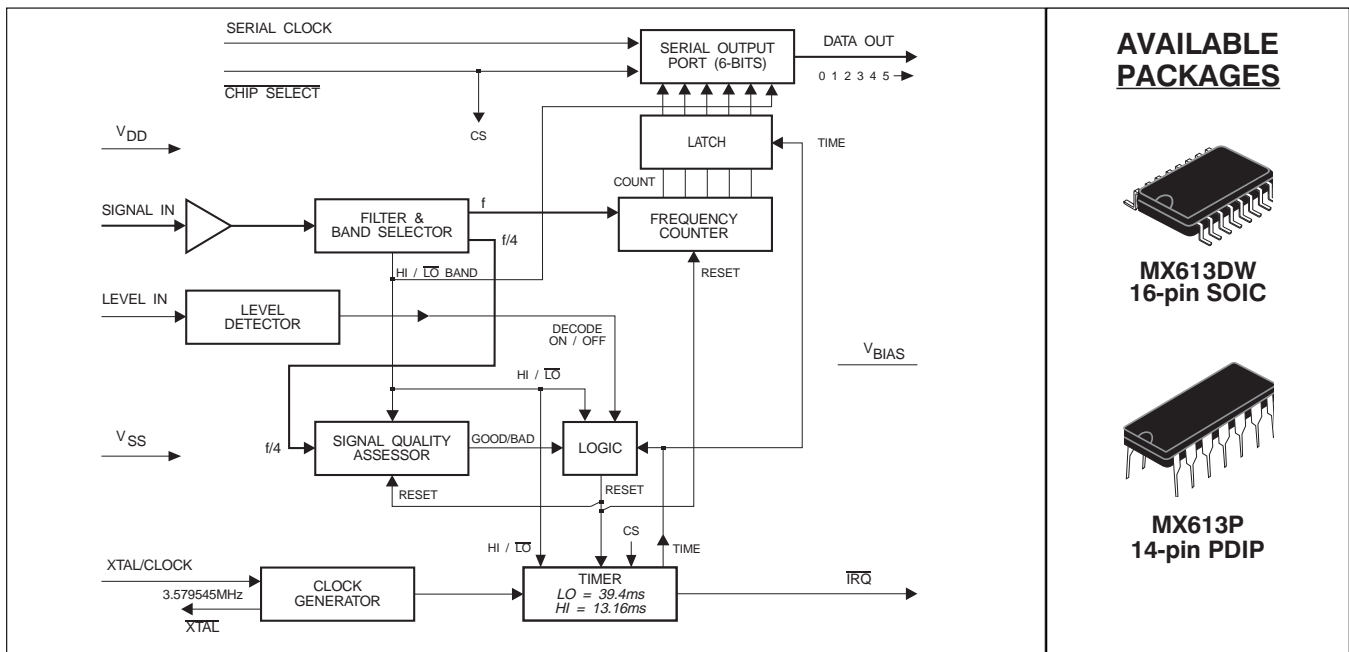 SERIAL CLOCK
CHIP SELECT
CS
SERIAL OUTPUT
PORT (6-BITS)
DATA OUT
0 1 2 3 4 5
VDD
LATCH
TIME
COUNT
SIGNAL IN
FILTER &
BAND SELECTOR
f
f/4
FREQUENCY
COUNTER
HI / LO BAND
RESET
LEVEL IN
LEVEL
DETECTOR
DECODE
ON / OFF
VBIAS
HI / LO
VSS
f/4
SIGNAL QUALITY
ASSESSOR
GOOD/BAD
LOGIC
RESET
RESET
HI / LO
CS
TIME
XTAL/CLOCK
3.579545MHz
XTAL
CLOCK
GENERATOR
TIMER
LO = 39.4ms
HI = 13.16ms
IRQ
AVAILABLE
PACKAGES
MX613DW
16-pin SOIC
MX613P
14-pin PDIP